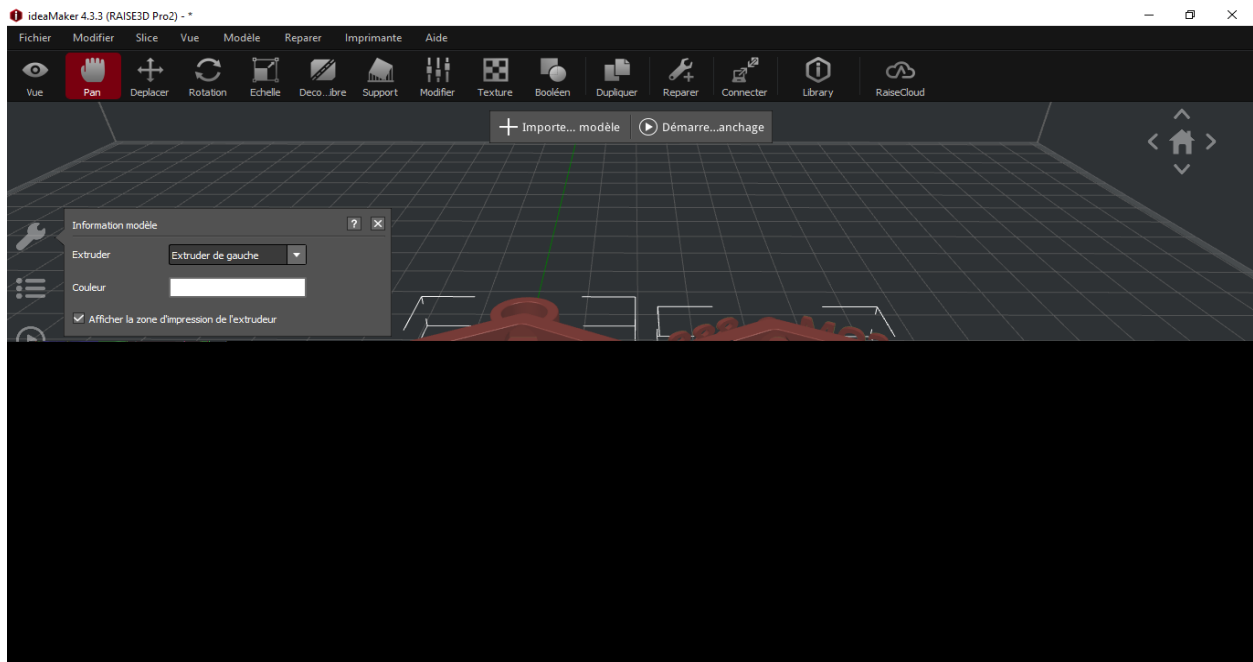 ideaMaker 4.3.3 (RAISE3D Pro2) - *
Fichier Modifier Slice Vue Modèle Reparer Imprimante Aide
Vue Pan Deplacer Rotation Echelle Deco...ibre Support Modifier Texture Booléen Dupliquer Reparer Connecter Library RaiseCloud
Importe... modèle Démarre...anchage
Information modèle ?
Extruder Extruder de gauche
Couleur
Afficher la zone d'impression de l'extrudeur